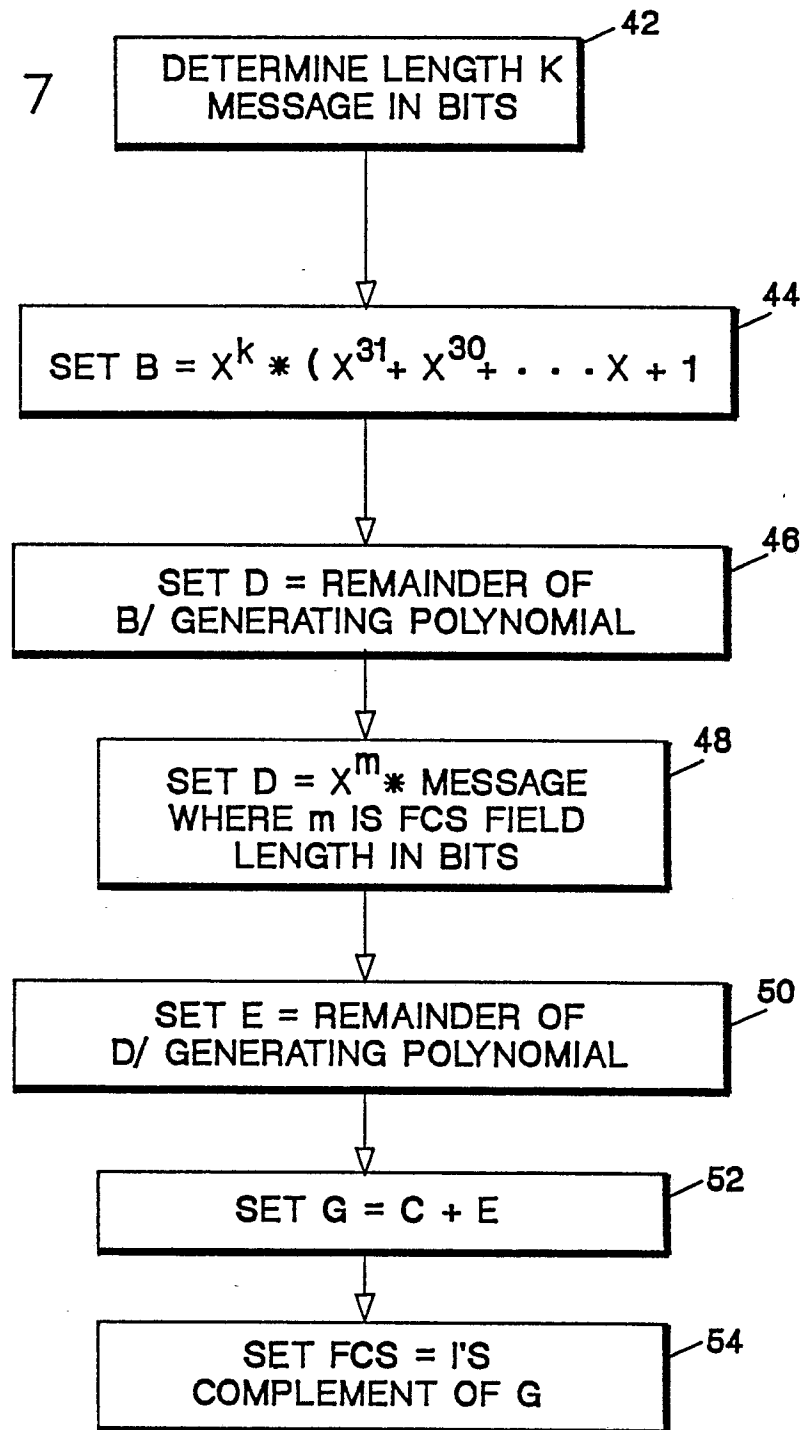 7
42
DETERMINE LENGTH K
MESSAGE IN BITS
44
SET B = X^k * ( X^31 + X^30 + · · · X + 1
46
SET D = REMAINDER OF
B/ GENERATING POLYNOMIAL
48
SET D = X^m * MESSAGE
WHERE m IS FCS FIELD
LENGTH IN BITS
50
SET E = REMAINDER OF
D/ GENERATING POLYNOMIAL
52
SET G = C + E
54
SET FCS = I'S
COMPLEMENT OF G